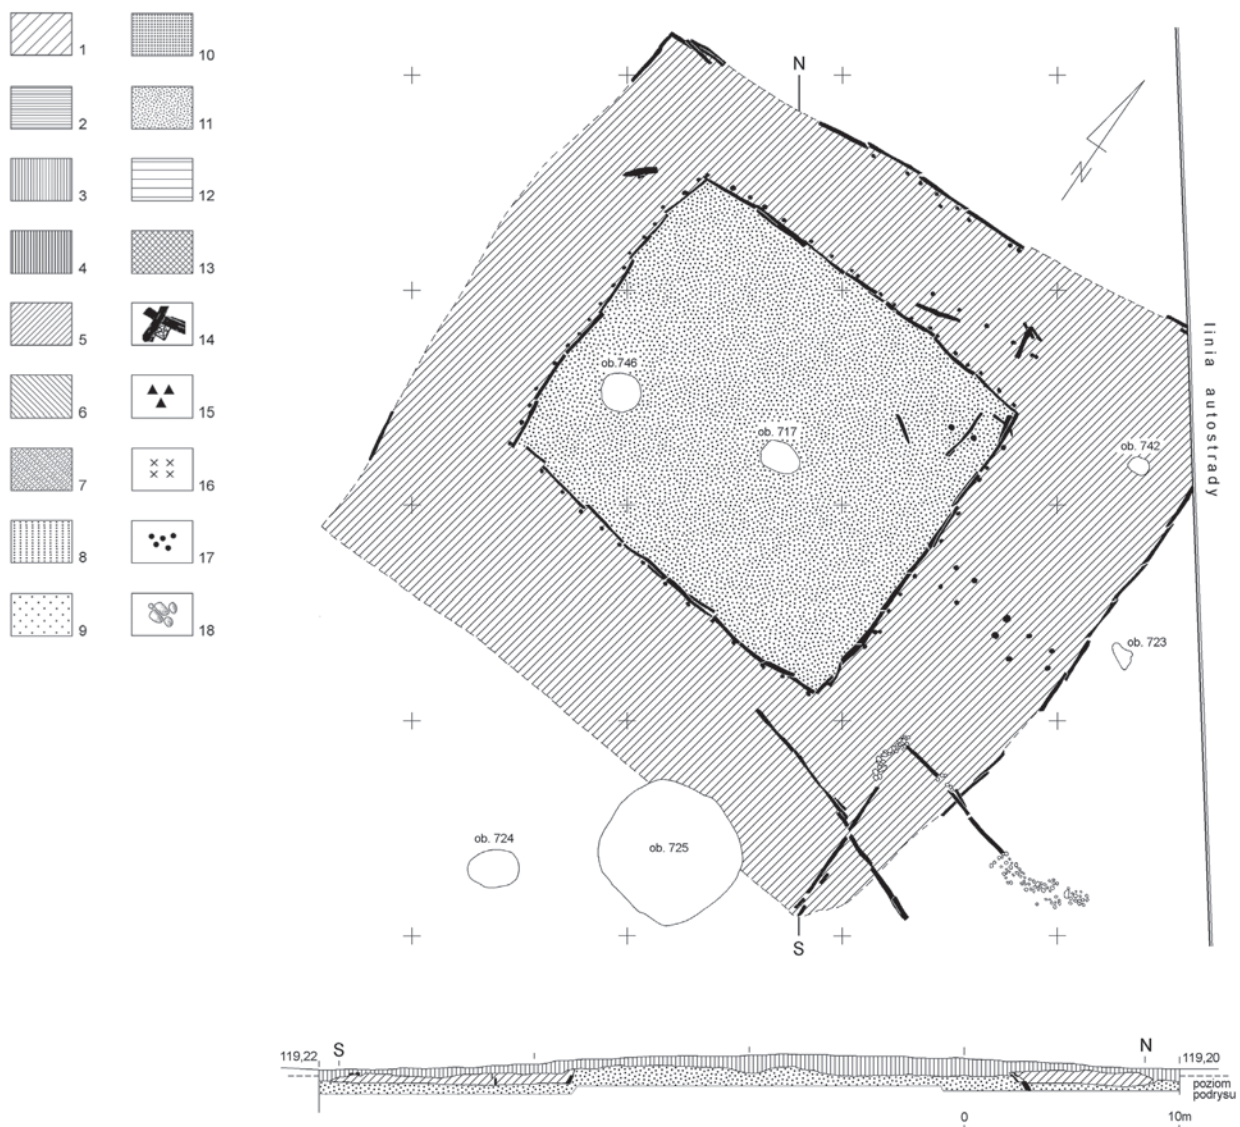 1
2
3
4
5
6
7
8
9
10
11
12
13
14
15
16
17
18
N
N
linia autostrady
ob.746
ob. 717
ob. 742
ob. 723
ob. 724
ob. 725
S
119,22
S
N
119,20
poziom
podrysu
0
10m